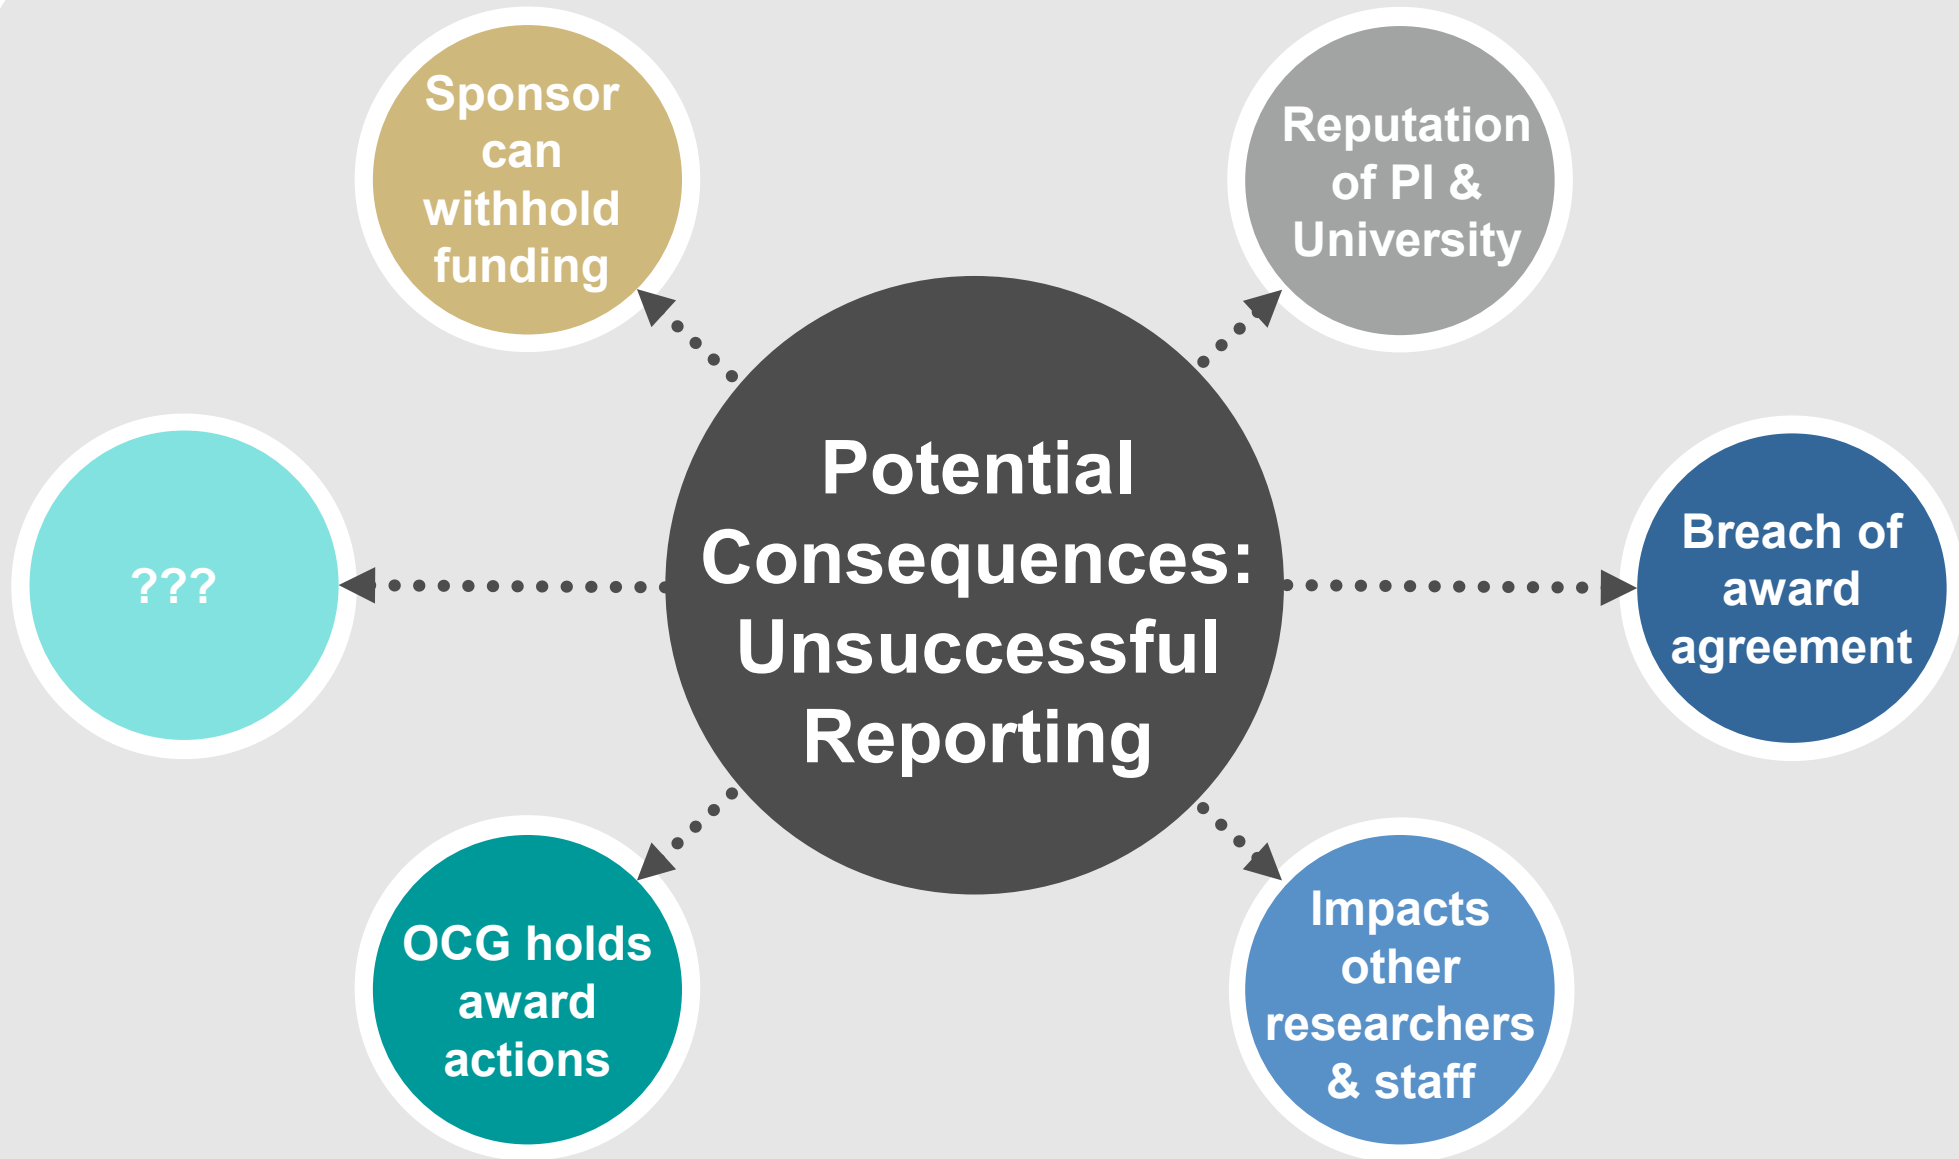 Sponsor
can
withhold
funding
Reputation
of PI &
University
Potential
Consequences:
Unsuccessful
Reporting
???
Breach of
award
agreement
OCG holds
award
actions
Impacts
other
researchers
& staff